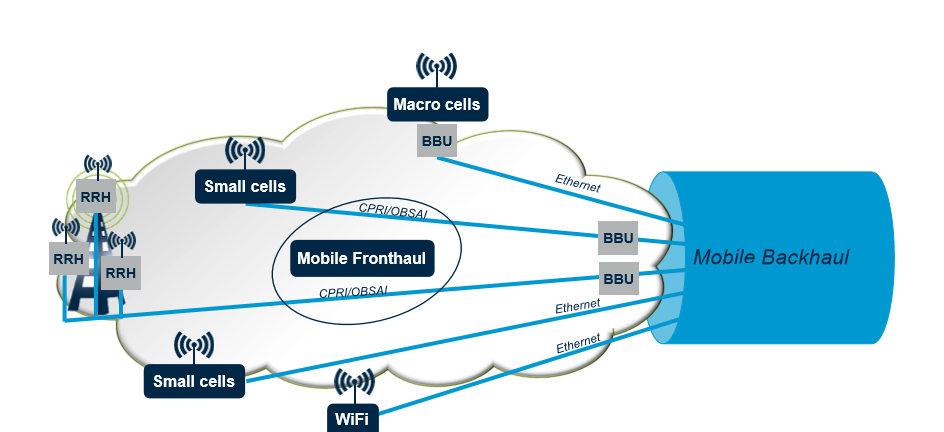 Macro cells
BBU
Ethernet
RRH
Small cells
CPRI/OBSAI
BBU
RRH
RRH
Mobile Fronthaul
Mobile Backhaul
BBU
CPRI/OBSAI
Ethernet
Ethernet
Small cells
WiFi